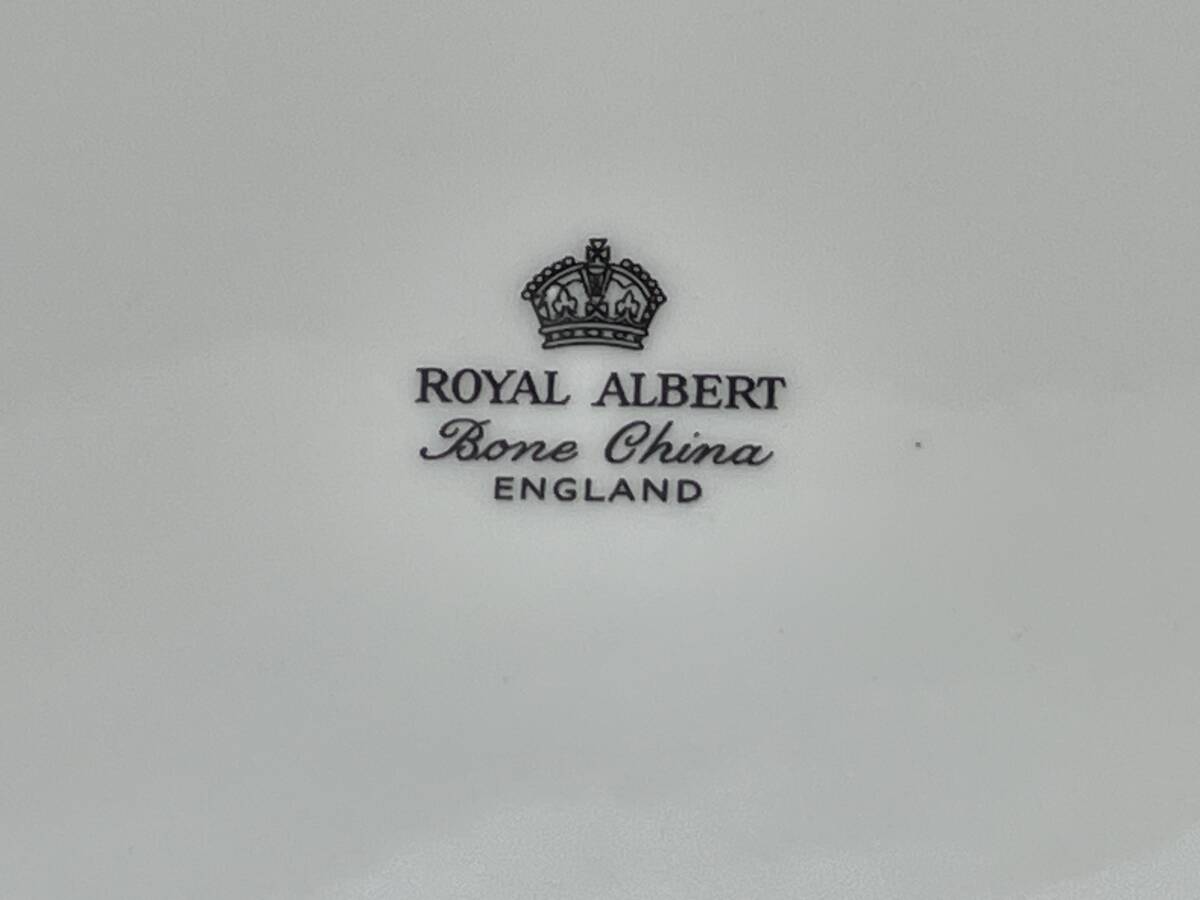 ROYAL ALBERT
Bone China
ENGLAND